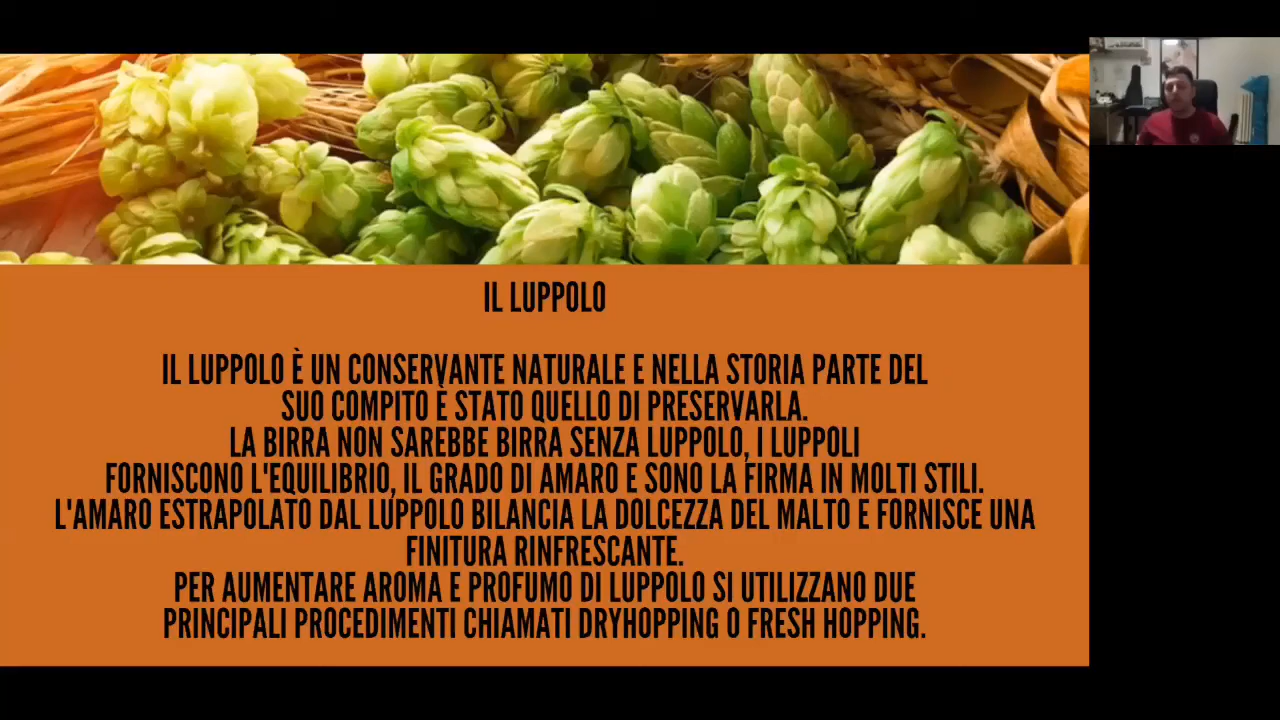 IL LUPPOLO
IL LUPPOLO È UN CONSERVANTE NATURALE E NELLA STORIA PARTE DEL
SUO COMPITO È STATO QUELLO DI PRESERVARLA.
LA BIRRA NON SAREBBE BIRRA SENZA LUPPOLO, I LUPPOLI
FORNISCONO L'EQUILIBRIO, IL GRADO DI AMARO E SONO LA FIRMA IN MOLTI STILI.
L'AMARO ESTRAPOLATO DAL LUPPOLO BILANCIA LA DOLCEZZA DEL MALTO E FORNISCE UNA
FINITURA RINFRESCANTE.
PER AUMENTARE AROMA E PROFUMO DI LUPPOLO SI UTILIZZANO DUE
PRINCIPALI PROCEDIMENTI CHIAMATI DRYHOPPING O FRESH HOPPING.